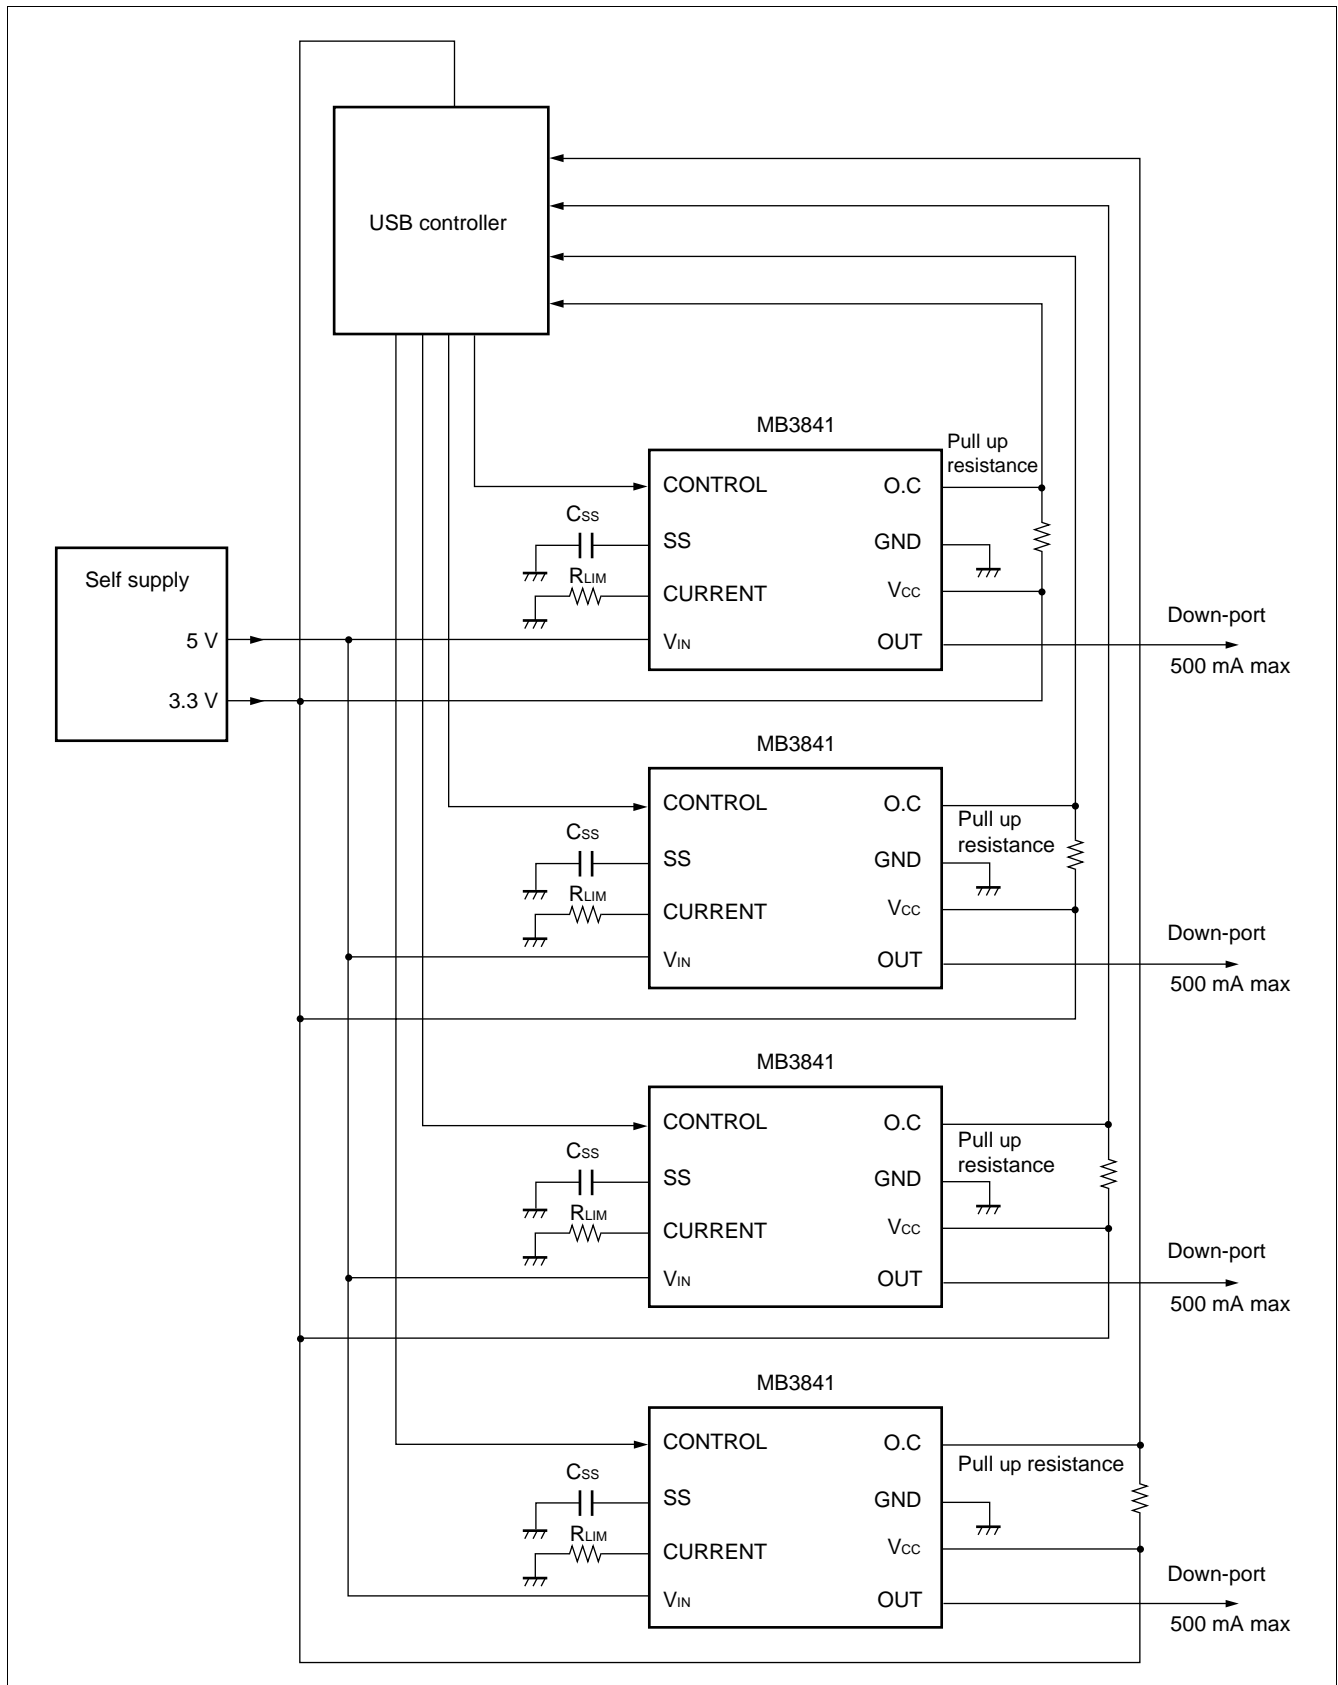 USB controller
MB3841
Pull up
resistance
CONTROL
O.C
CSS
SS
GND
RLIM
CURRENT
VCC
VIN
OUT
Down-port
500 mA max
Self supply
5 V
3.3 V
MB3841
CONTROL
O.C
Pull up
resistance
CSS
SS
GND
RLIM
CURRENT
VCC
VIN
OUT
Down-port
500 mA max
MB3841
CONTROL
O.C
Pull up
resistance
CSS
SS
GND
RLIM
CURRENT
VCC
VIN
OUT
Down-port
500 mA max
MB3841
CONTROL
O.C
Pull up resistance
CSS
SS
GND
RLIM
CURRENT
VCC
VIN
OUT
Down-port
500 mA max